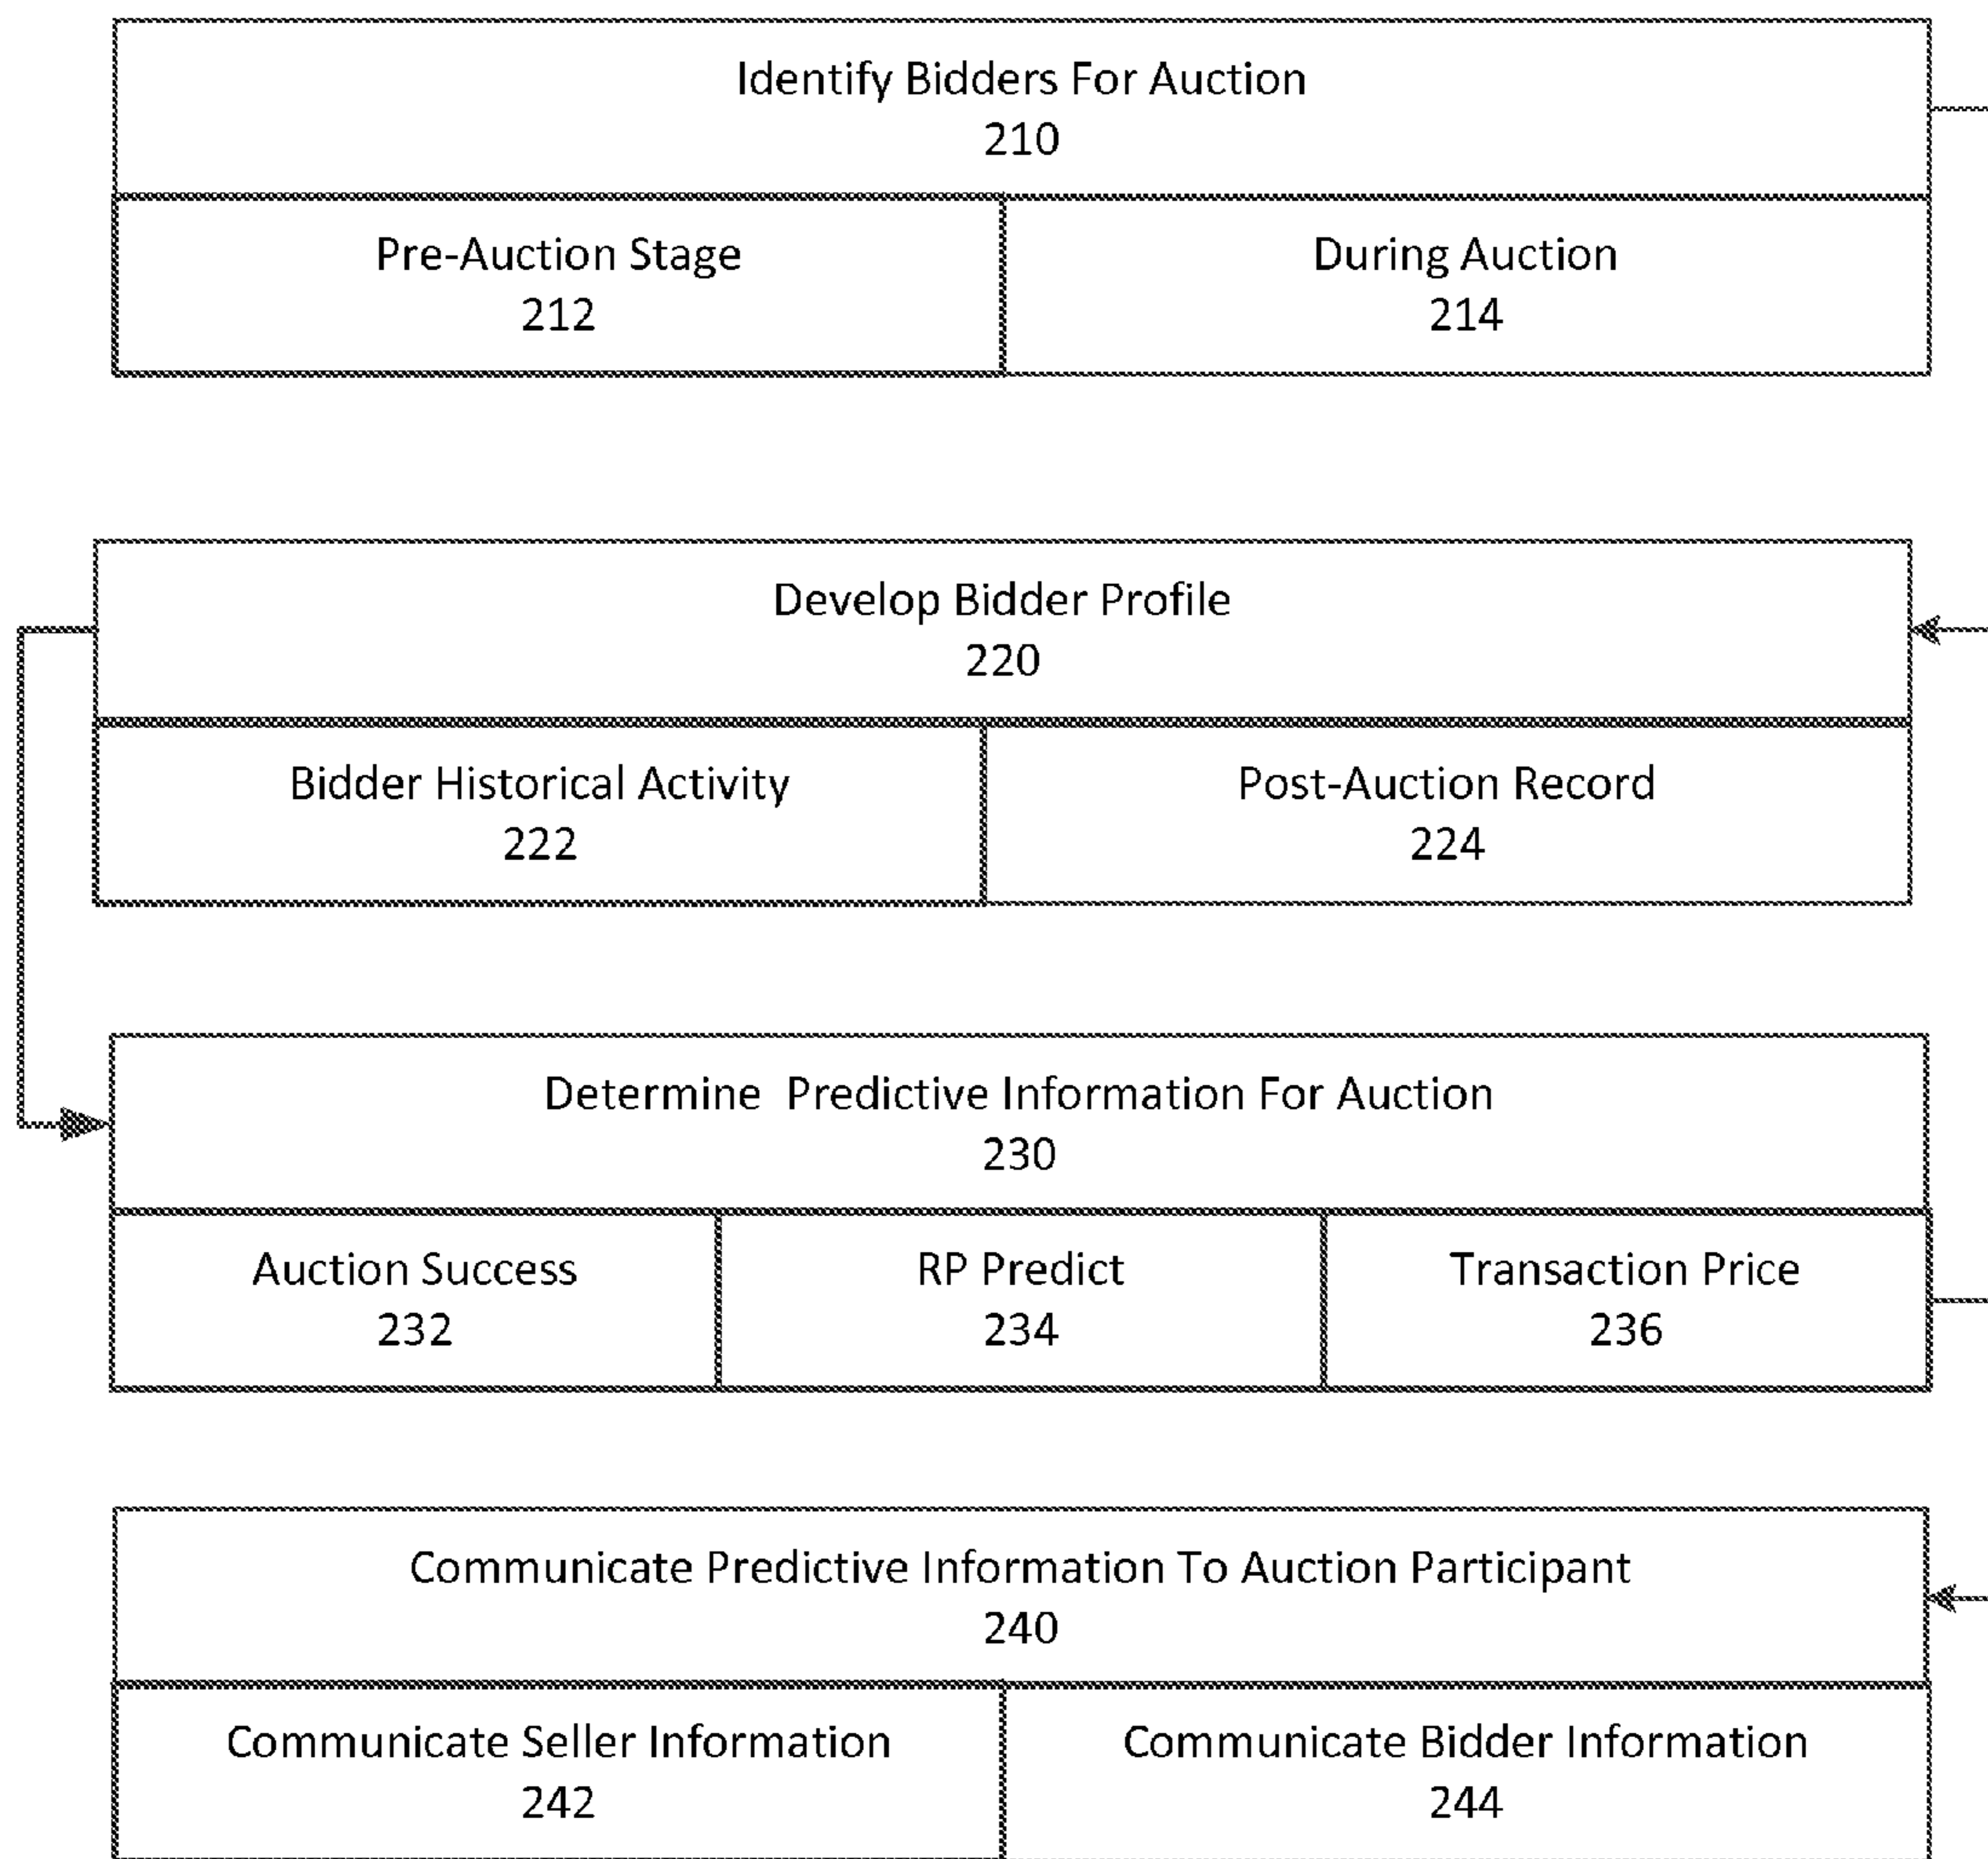 Identify Bidders For Auction
210
Pre-Auction Stage
212
During Auction
214
Develop Bidder Profile
220
Bidder Historical Activity
222
Post-Auction Record
224
Determine Predictive Information For Auction
230
Auction Success
232
RP Predict
234
Transaction Price
236
Communicate Predictive Information To Auction Participant
240
Communicate Seller Information
242
Communicate Bidder Information
244